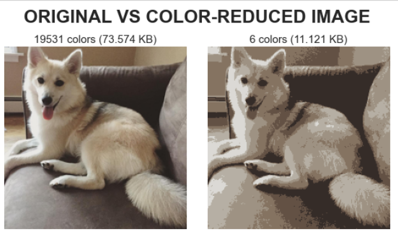 ORIGINAL VS COLOR-REDUCED IMAGE
19531 colors (73.574 KB)
6 colors (11.121 KB)